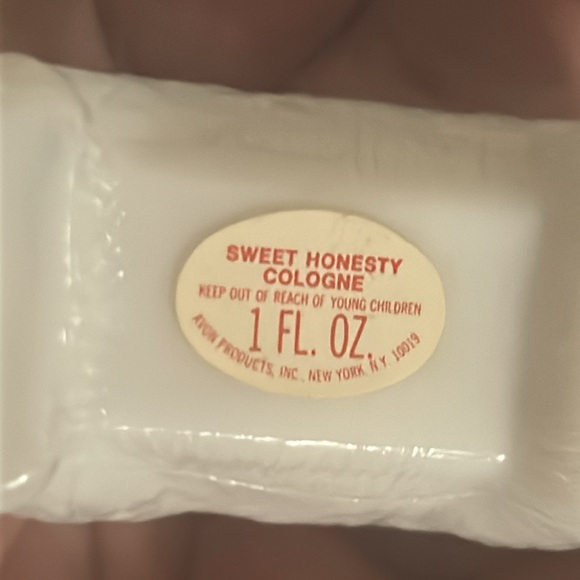 SWEET HONESTY
COLOGNE
KEEP OUT OF REACH OF YOUNG CHILDREN
1 FL. OZ.
AVON PRODUCTS, INC., NEW YORK, N.Y. 10019